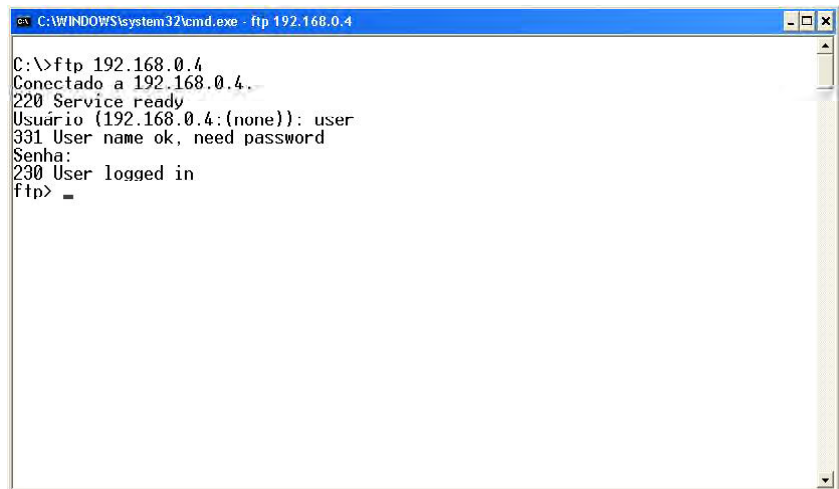 C:\WINDOWS\system32\cmd.exe - ftp 192.168.0.4
C:\>ftp 192.168.0.4
Conectado a 192.168.0.4.
220 Service ready
Usuário (192.168.0.4:(none)): user
331 User name ok, need password
Senha:
230 User logged in
ftp> _